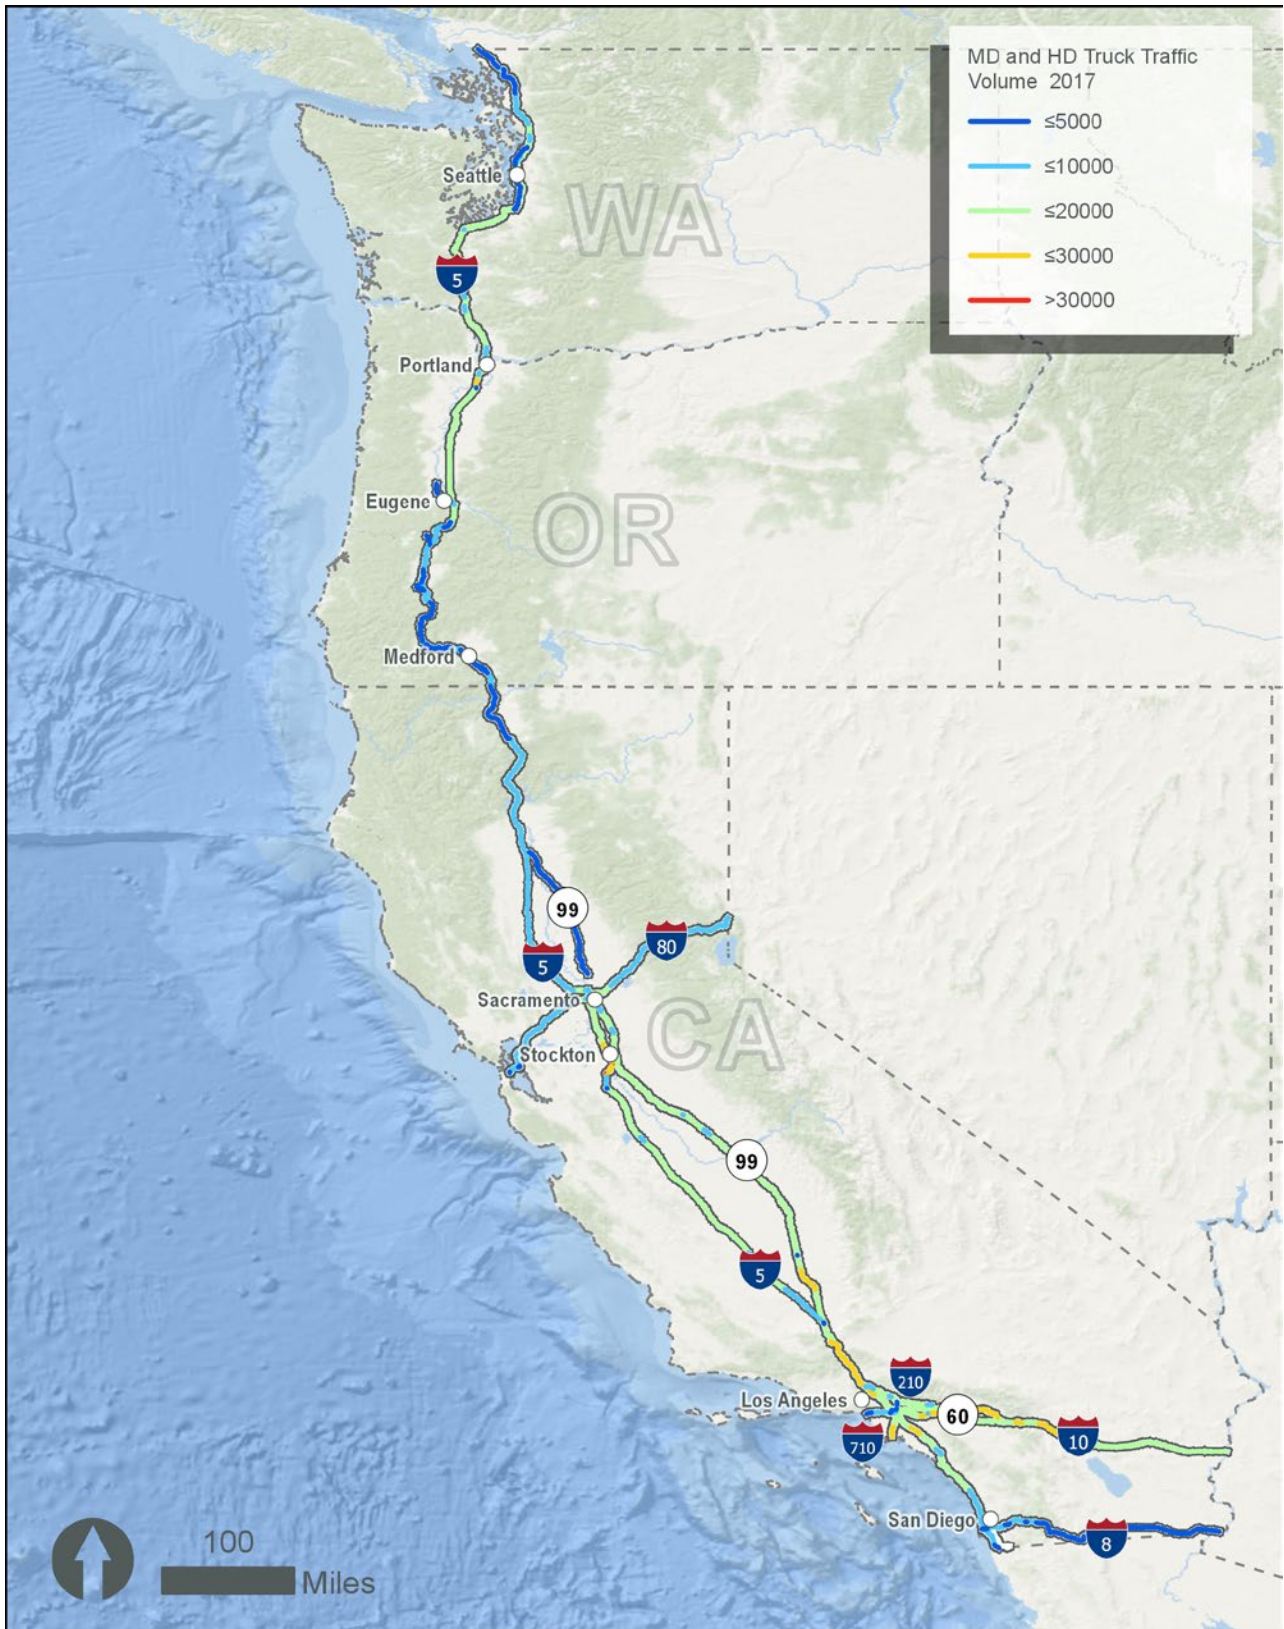 MD and HD Truck Traffic
Volume 2017
≤5000
≤10000
≤20000
≤30000
>30000
Seattle
WA
5
Portland
Eugene
OR
Medford
99
80
5
Sacramento
CA
Stockton
99
5
210
Los Angeles
60
710
10
San Diego
8
100
Miles